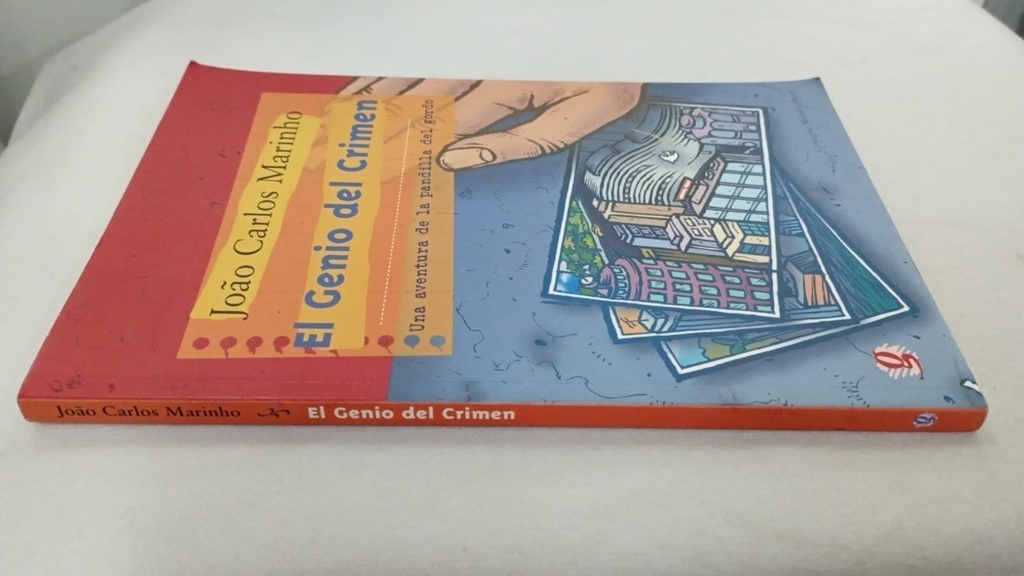 João Carlos Marinho
El Genio del Crimen
Una aventura de la pandilla del gordo
João Carlos Marinho El Genio del Crimen